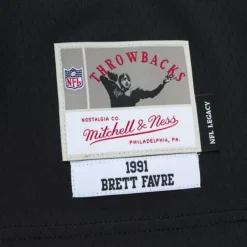 THROWBACKS
NFL
NOSTALGIA CO.
Mitchell & Ness
PHILADELPHIA, PA.
NFL LEGACY
1991
BRETT FAVRE